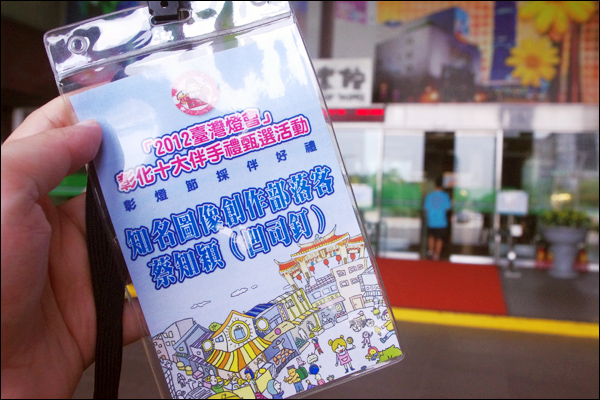 「2012臺灣燈會」
彰化十大伴手禮甄選活動
彰燈節採伴好禮
知名圖像創作部落客
蔡知穎（四司釘）